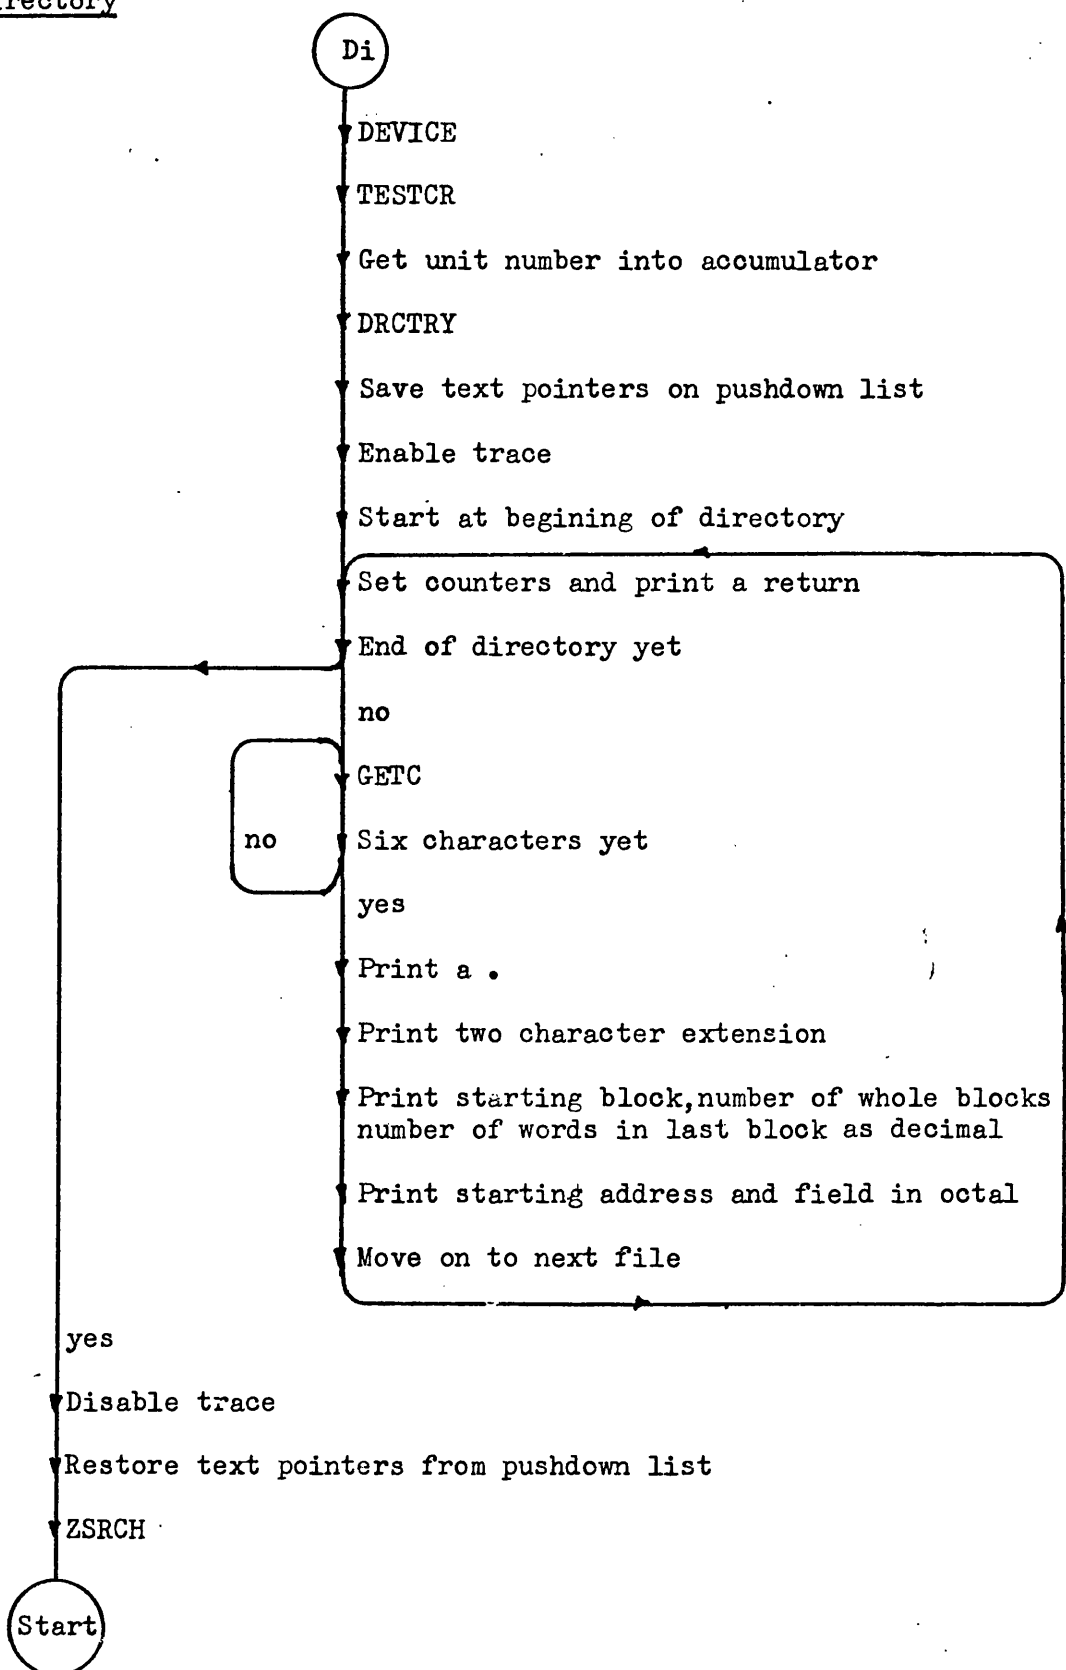 Di
DEVICE
TESTCR
Get unit number into accumulator
DRCTRY
Save text pointers on pushdown list
Enable trace
Start at begining of directory
Set counters and print a return
End of directory yet
no
GETC
no
Six characters yet
yes
Print a .
Print two character extension
Print starting block,number of whole blocks
number of words in last block as decimal
Print starting address and field in octal
Move on to next file
yes
Disable trace
Restore text pointers from pushdown list
ZSRCH
Start